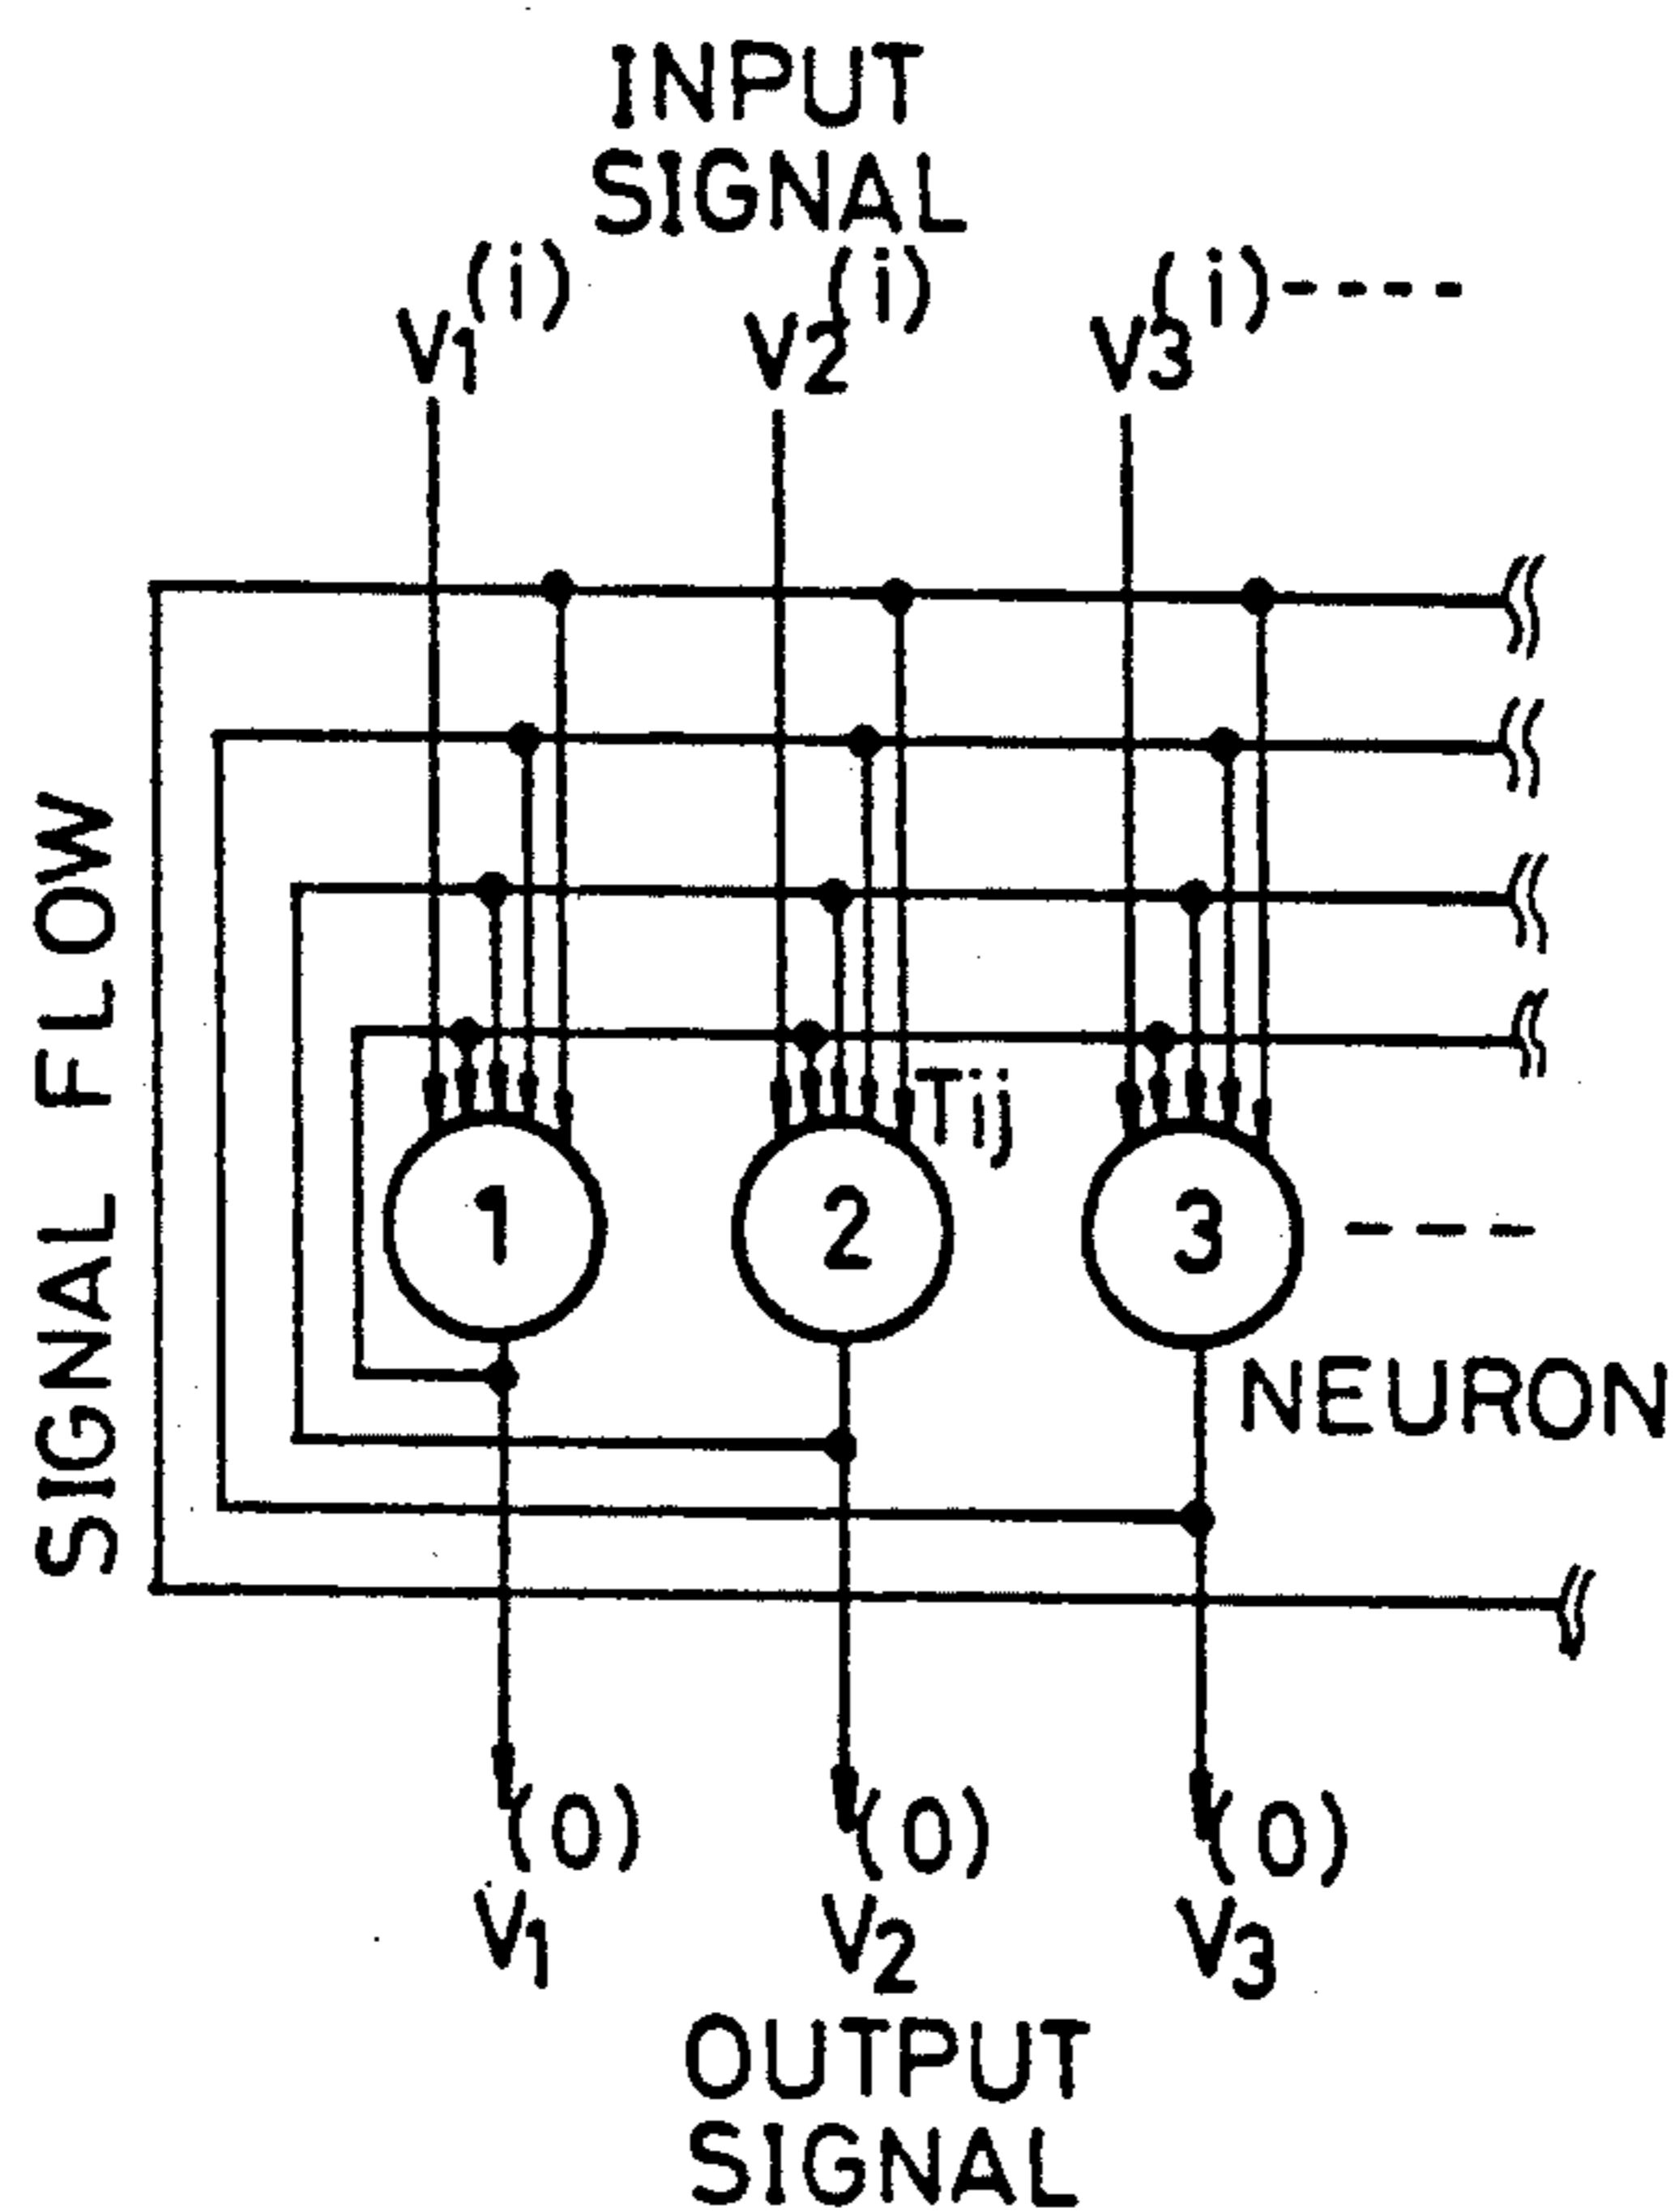 INPUT
SIGNAL
V1(i) V2(i) V3(i)----
SIGNAL FLOW
Tij
1 2 3 ---
NEURON
V1(0) V2(0) V3(0)
OUTPUT
SIGNAL